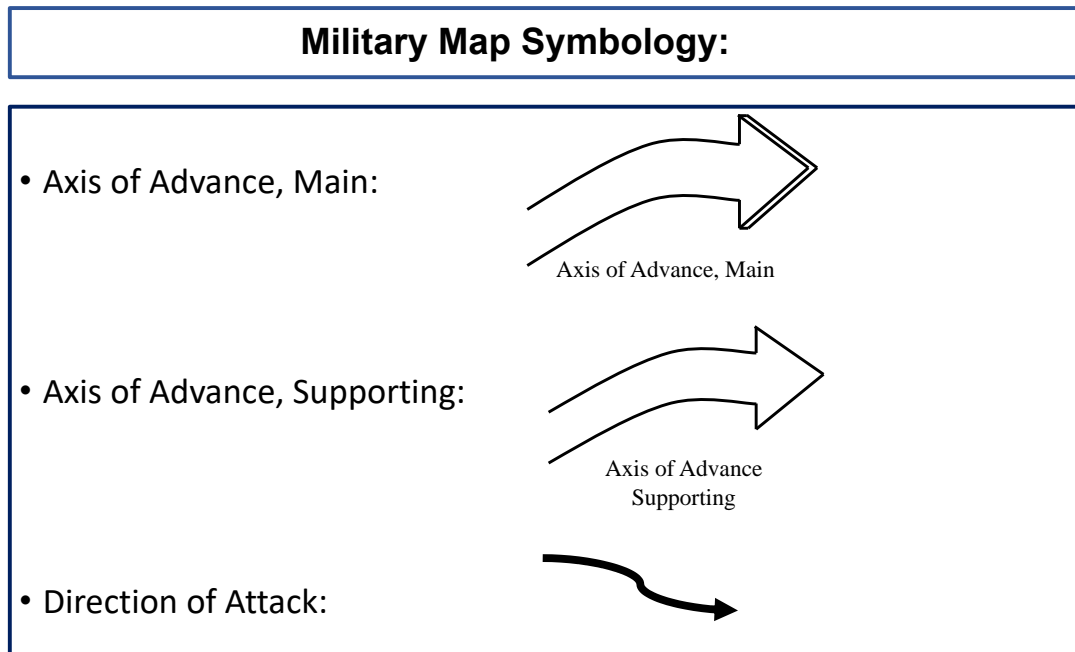 Military Map Symbology:
• Axis of Advance, Main:
Axis of Advance, Main
• Axis of Advance, Supporting:
Axis of Advance
Supporting
• Direction of Attack: